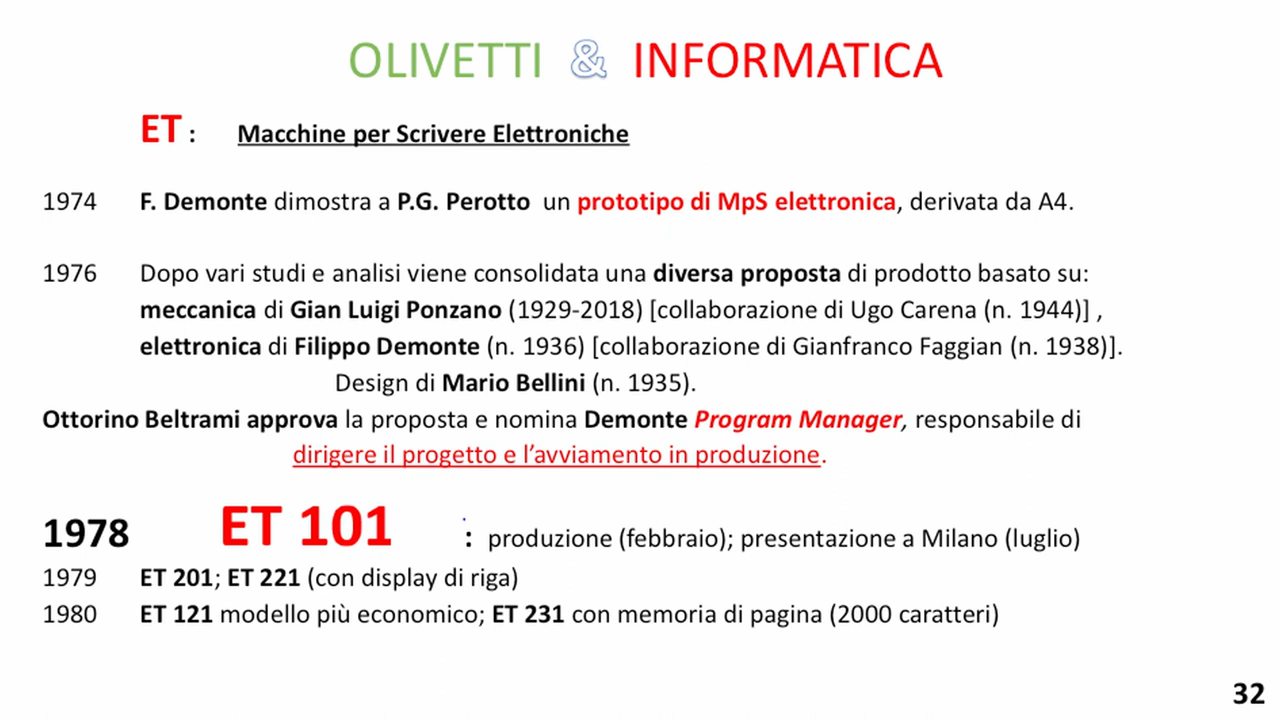 OLIVETTI & INFORMATICA
ET : Macchine per Scrivere Elettroniche
1974 F. Demonte dimostra a P.G. Perotto un prototipo di MpS elettronica, derivata da A4.
1976 Dopo vari studi e analisi viene consolidata una diversa proposta di prodotto basato su:
meccanica di Gian Luigi Ponzano (1929-2018) [collaborazione di Ugo Carena (n. 1944)] ,
elettronica di Filippo Demonte (n. 1936) [collaborazione di Gianfranco Faggian (n. 1938)].
Design di Mario Bellini (n. 1935).
Ottorino Beltrami approva la proposta e nomina Demonte Program Manager, responsabile di
dirigere il progetto e l’avviamento in produzione.
1978 ET 101 : produzione (febbraio); presentazione a Milano (luglio)
1979 ET 201; ET 221 (con display di riga)
1980 ET 121 modello più economico; ET 231 con memoria di pagina (2000 caratteri)
32